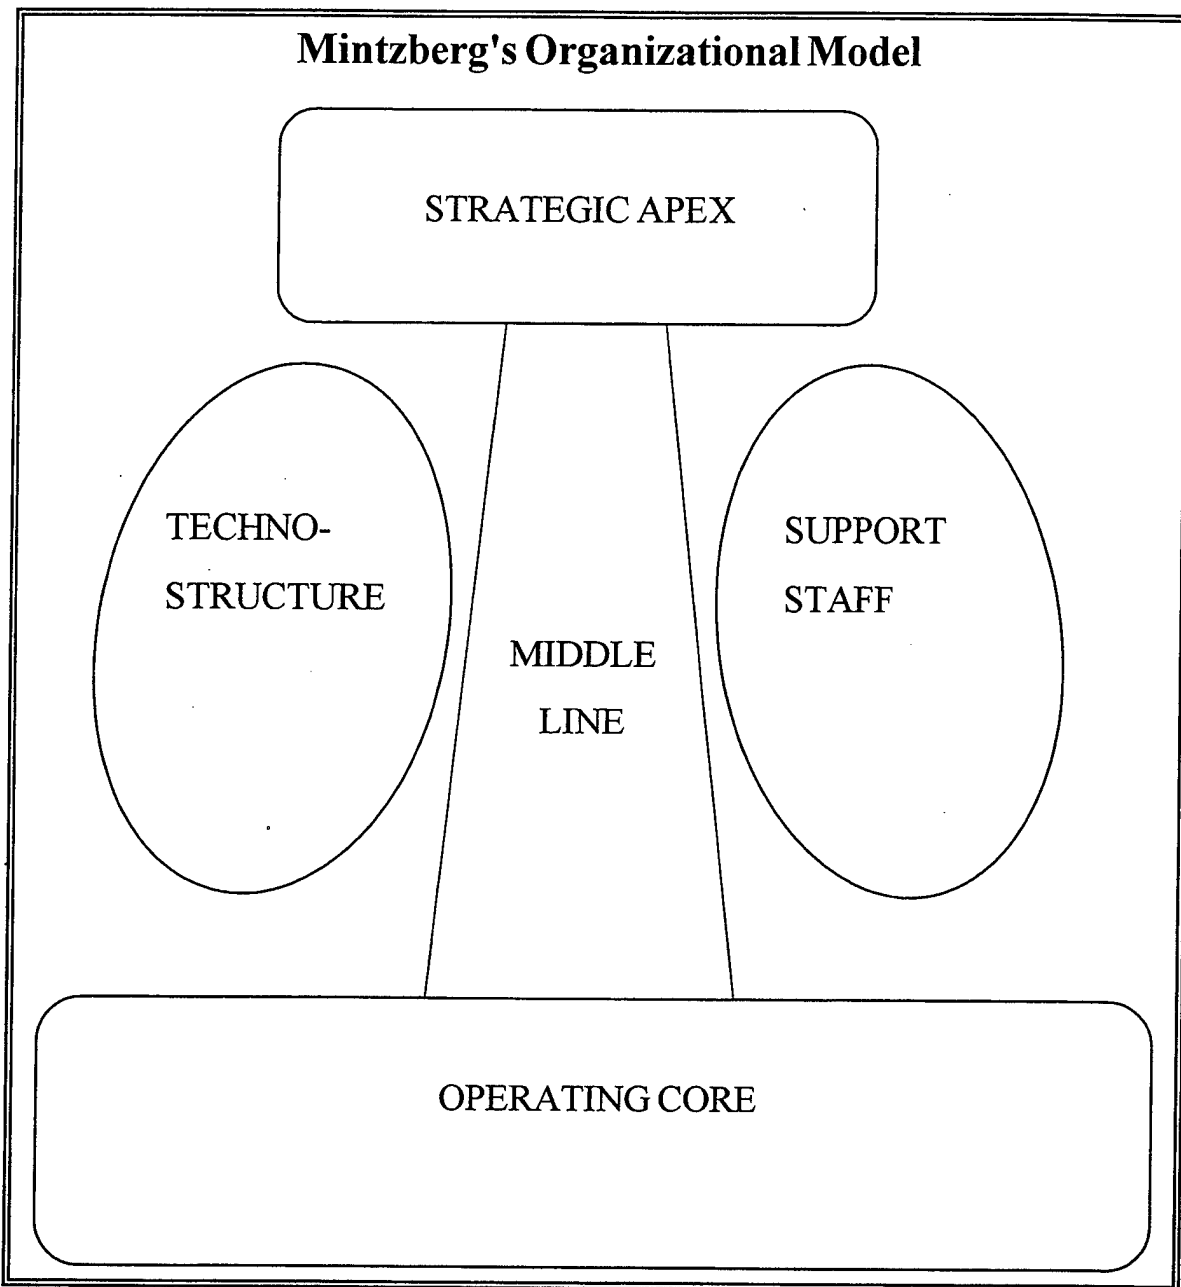 Mintzberg's Organizational Model
STRATEGIC APEX
TECHNO-
STRUCTURE
SUPPORT
STAFF
MIDDLE
LINE
OPERATING CORE